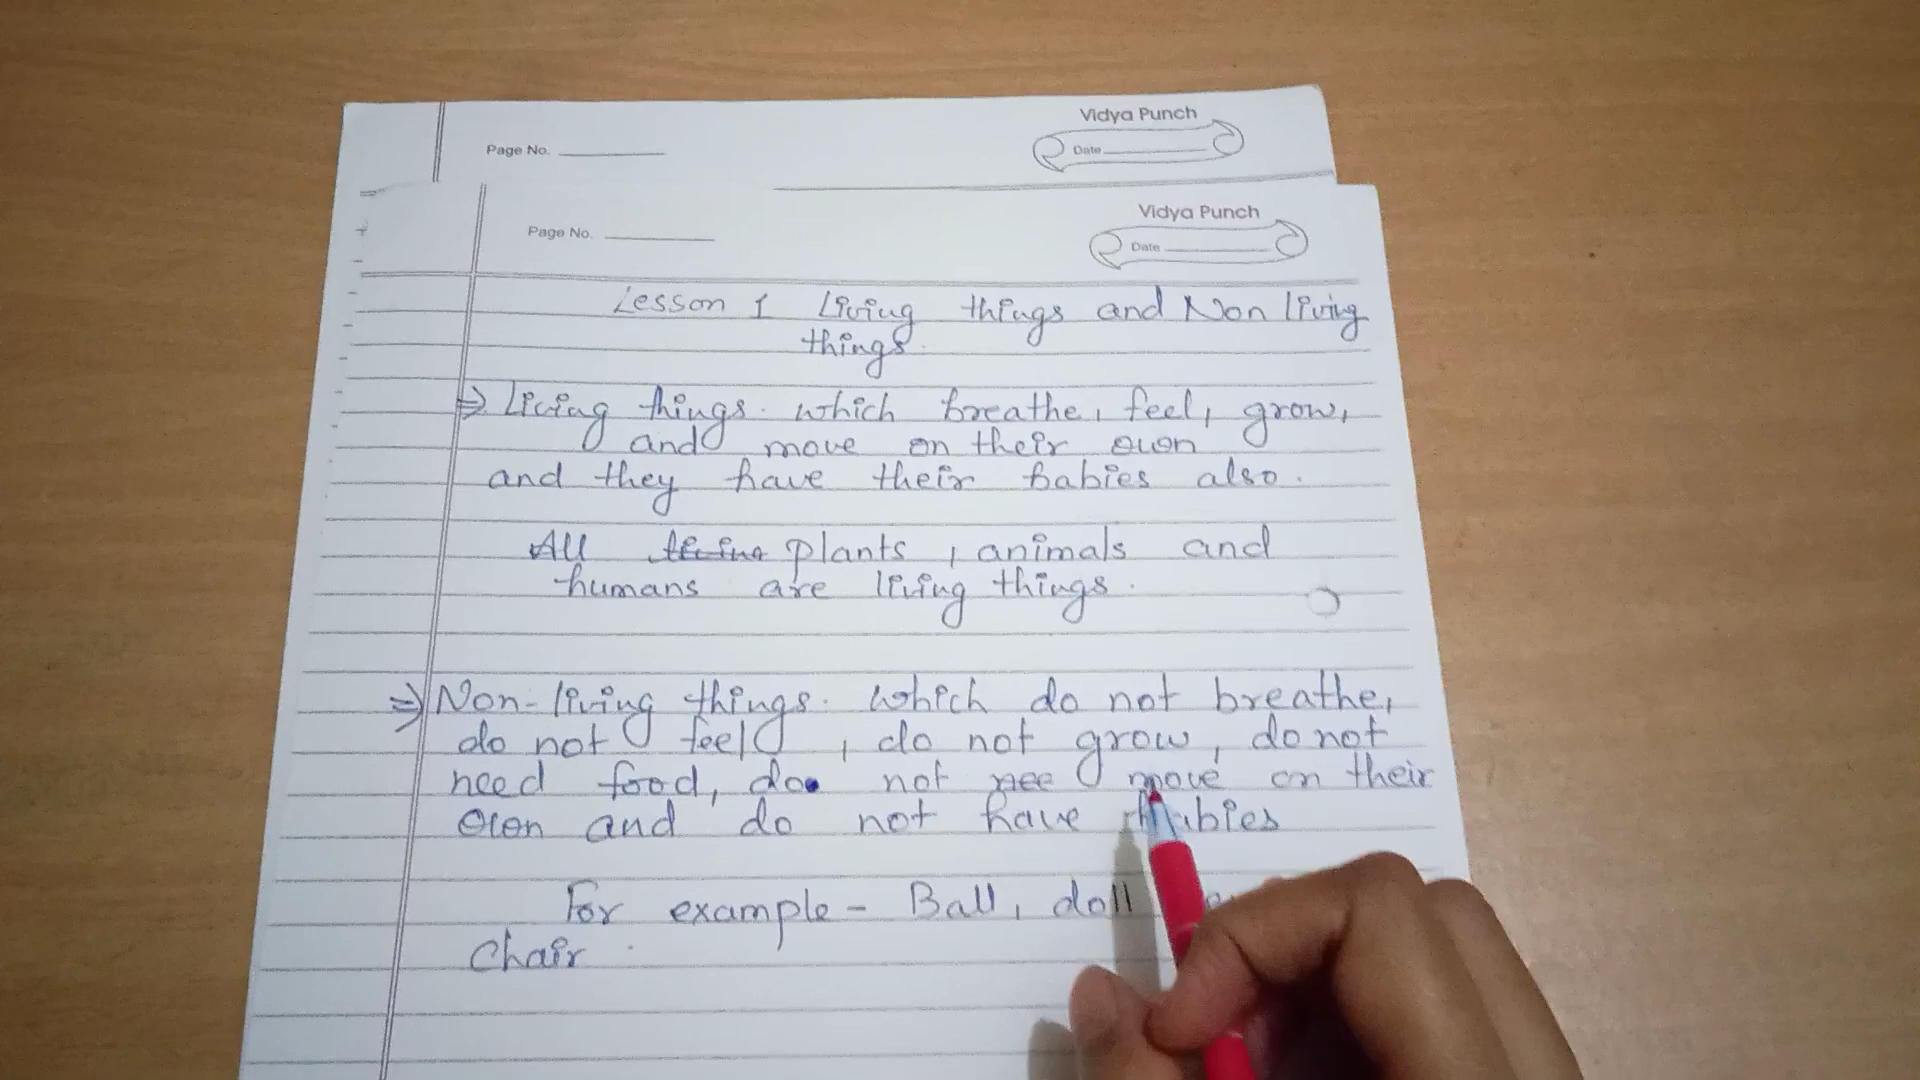 Vidya Punch
Page No.
Date
Vidya Punch
Page No.
Date
Lesson 1 Living things and Non living
things.
⇒ Living things. which breathe, feel, grow,
and move on their own
and they have their babies also.
All plants, animals and
humans are living things.
⇒ Non-living things. which do not breathe,
do not feel, do not grow, do not
need food, do not nee move on their
own and do not have babies
For example - Ball, doll
chair.